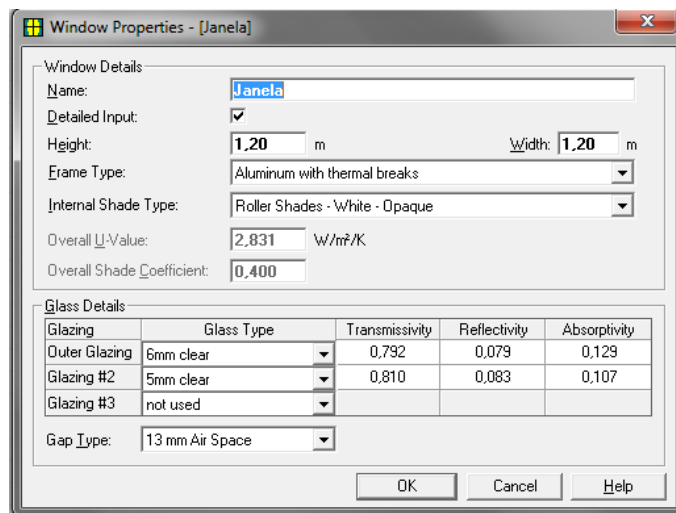 Window Properties - [Janela]
Window Details
Name: Janela
Detailed Input:
Height: 1,20 m Width: 1,20 m
Frame Type: Aluminum with thermal breaks
Internal Shade Type: Roller Shades - White - Opaque
Overall U-Value: 2,831 W/m²/K
Overall Shade Coefficient: 0,400
Glass Details
Glazing Glass Type Transmissivity Reflectivity Absorptivity
Outer Glazing 6mm clear 0,792 0,079 0,129
Glazing #2 5mm clear 0,810 0,083 0,107
Glazing #3 not used
Gap Type: 13 mm Air Space
OK Cancel Help